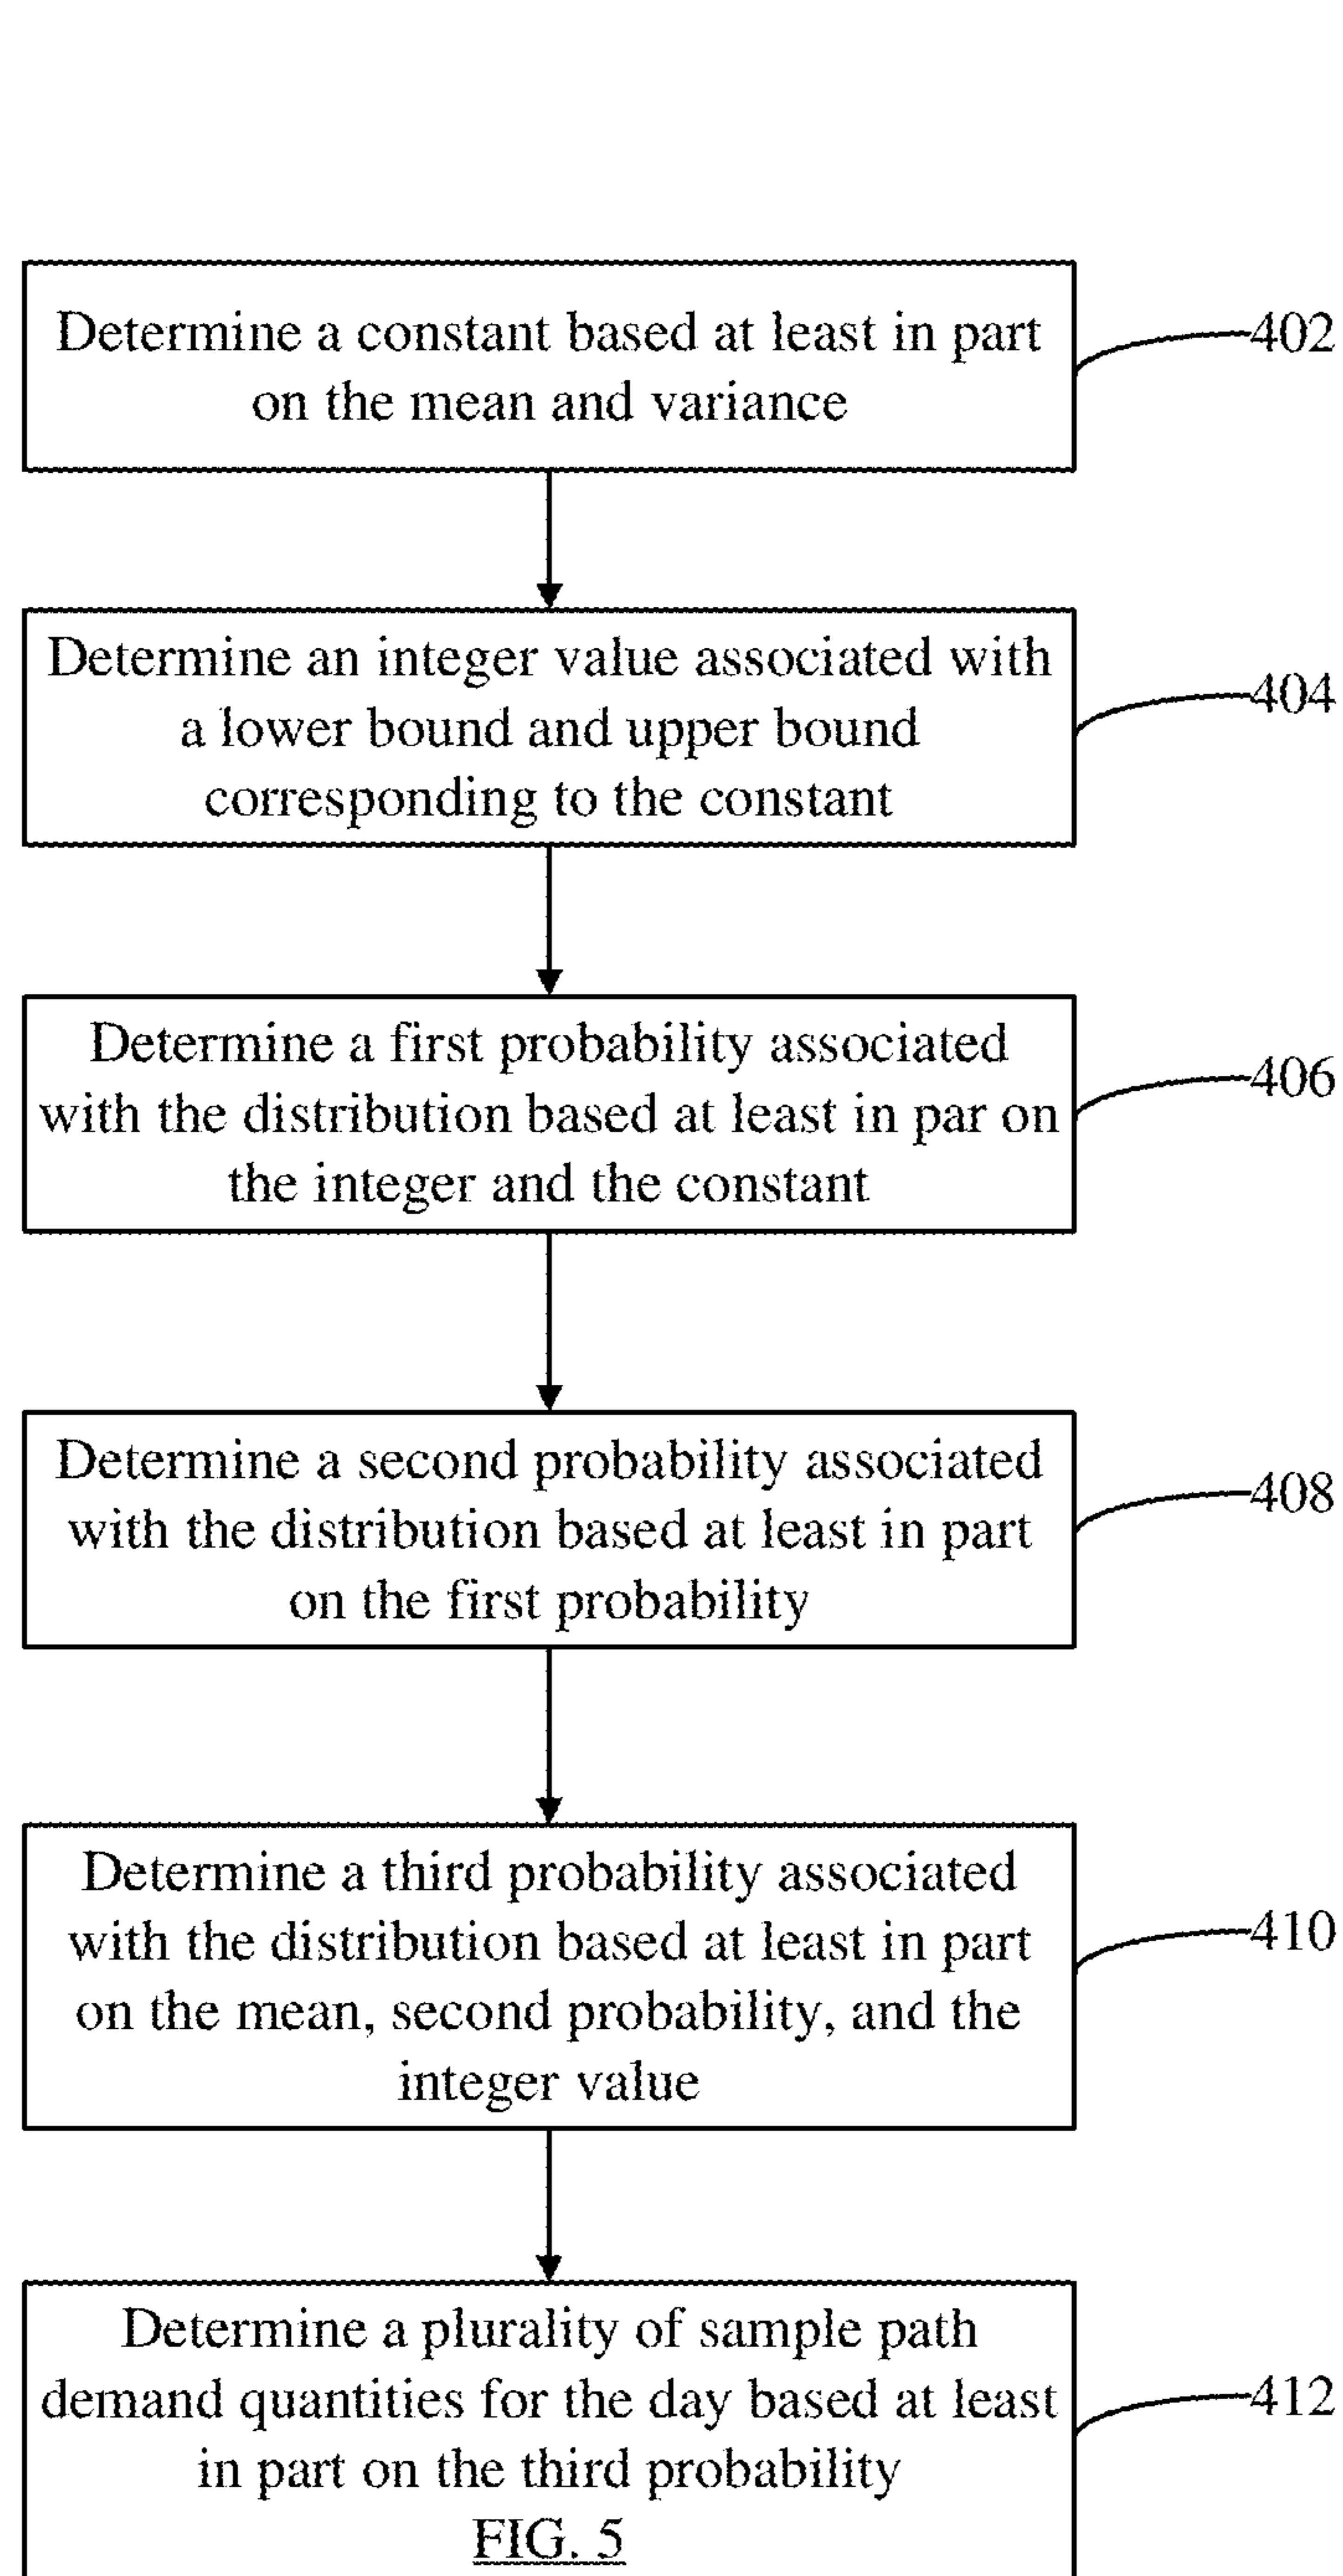 Determine a constant based at least in part
on the mean and variance
402
Determine an integer value associated with
a lower bound and upper bound
corresponding to the constant
404
Determine a first probability associated
with the distribution based at least in par on
the integer and the constant
406
Determine a second probability associated
with the distribution based at least in part
on the first probability
408
Determine a third probability associated
with the distribution based at least in part
on the mean, second probability, and the
integer value
410
Determine a plurality of sample path
demand quantities for the day based at least
in part on the third probability
412
FIG. 5